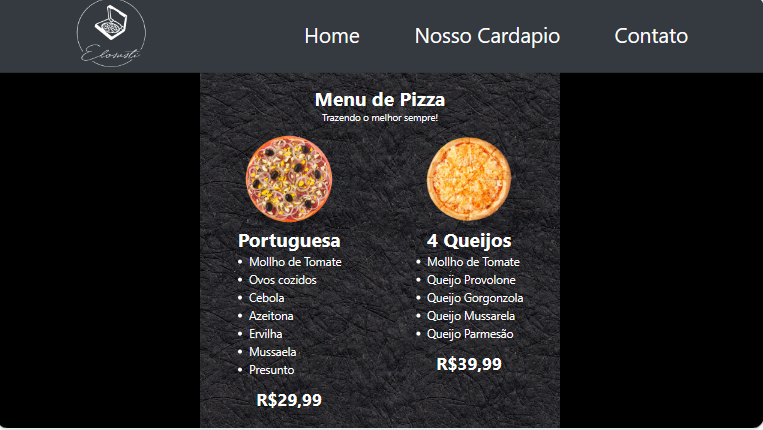 Home Nosso Cardapio Contato
Menu de Pizza
Trazendo o melhor sempre!
Portuguesa
• Mollho de Tomate
• Ovos cozidos
• Cebola
• Azeitona
• Ervilha
• Mussaela
• Presunto
R$29,99
4 Queijos
• Mollho de Tomate
• Queijo Provolone
• Queijo Gorgonzola
• Queijo Mussarela
• Queijo Parmesão
R$39,99